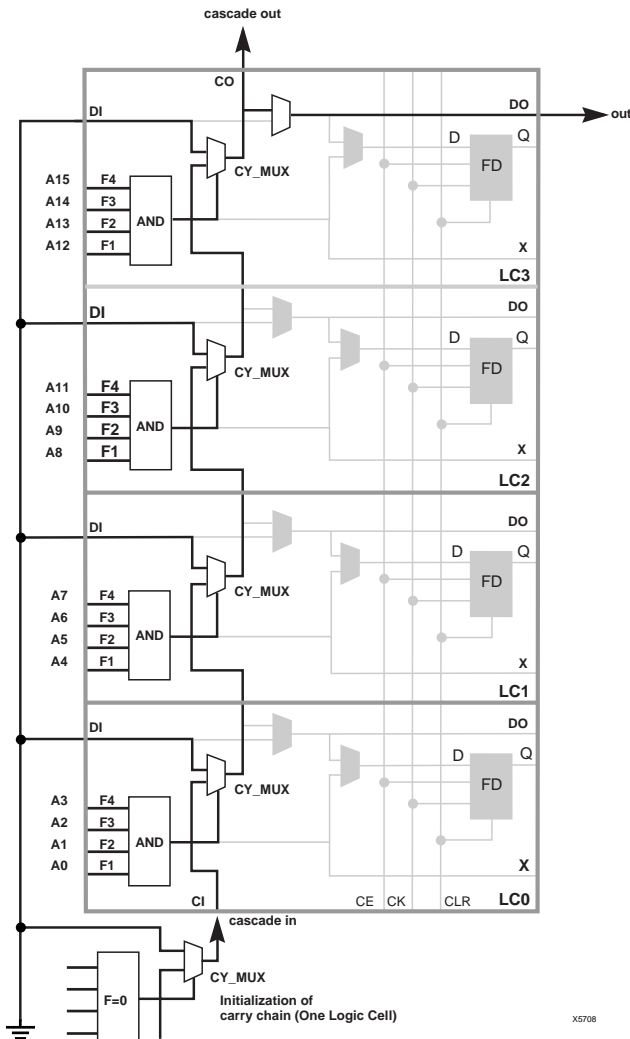 cascade out
CO
DI
DO
out
CY_MUX
D
Q
FD
A15 F4
A14 F3
A13 F2
A12 F1
AND
X
LC3
DI
DO
CY_MUX
D
Q
FD
A11 F4
A10 F3
A9 F2
A8 F1
AND
X
LC2
DI
DO
CY_MUX
D
Q
FD
A7 F4
A6 F3
A5 F2
A4 F1
AND
X
LC1
DI
DO
CY_MUX
D
Q
FD
A3 F4
A2 F3
A1 F2
A0 F1
AND
X
CI
CE CK CLR LC0
cascade in
CY_MUX
F=0
Initialization of
carry chain (One Logic Cell)
X5708